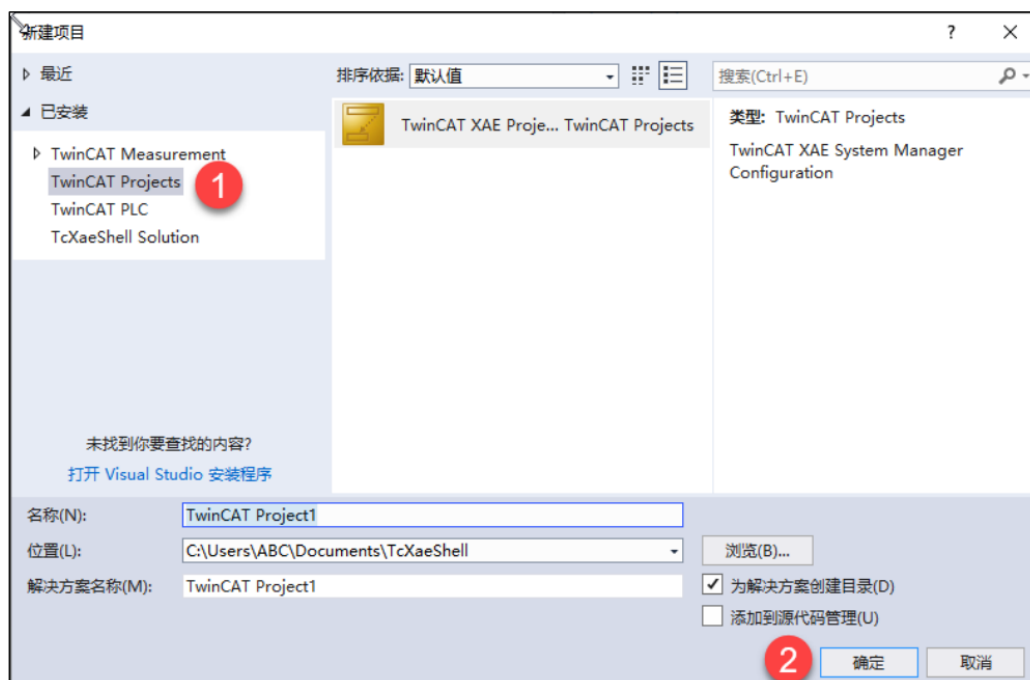 新建项目
?
最近
排序依据: 默认值
搜索(Ctrl+E)
已安装
TwinCAT Measurement
TwinCAT Projects
1
TwinCAT PLC
TcXaeShell Solution
TwinCAT XAE Proje... TwinCAT Projects
类型: TwinCAT Projects
TwinCAT XAE System Manager
Configuration
未找到你要查找的内容?
打开 Visual Studio 安装程序
名称(N): TwinCAT Project1
位置(L): C:\Users\ABC\Documents\TcXaeShell
浏览(B)...
解决方案名称(M): TwinCAT Project1
为解决方案创建目录(D)
添加到源代码管理(U)
2
确定
取消